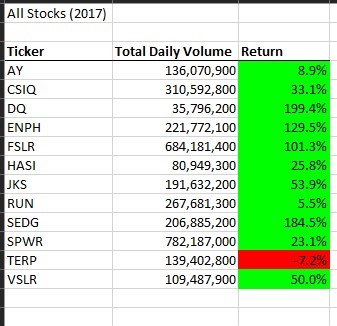 All Stocks (2017)
Ticker Total Daily Volume Return
AY 136,070,900 8.9%
CSIQ 310,592,800 33.1%
DQ 35,796,200 199.4%
ENPH 221,772,100 129.5%
FSLR 684,181,400 101.3%
HASI 80,949,300 25.8%
JKS 191,632,200 53.9%
RUN 267,681,300 5.5%
SEDG 206,885,200 184.5%
SPWR 782,187,000 23.1%
TERP 139,402,800 -7.2%
VSLR 109,487,900 50.0%